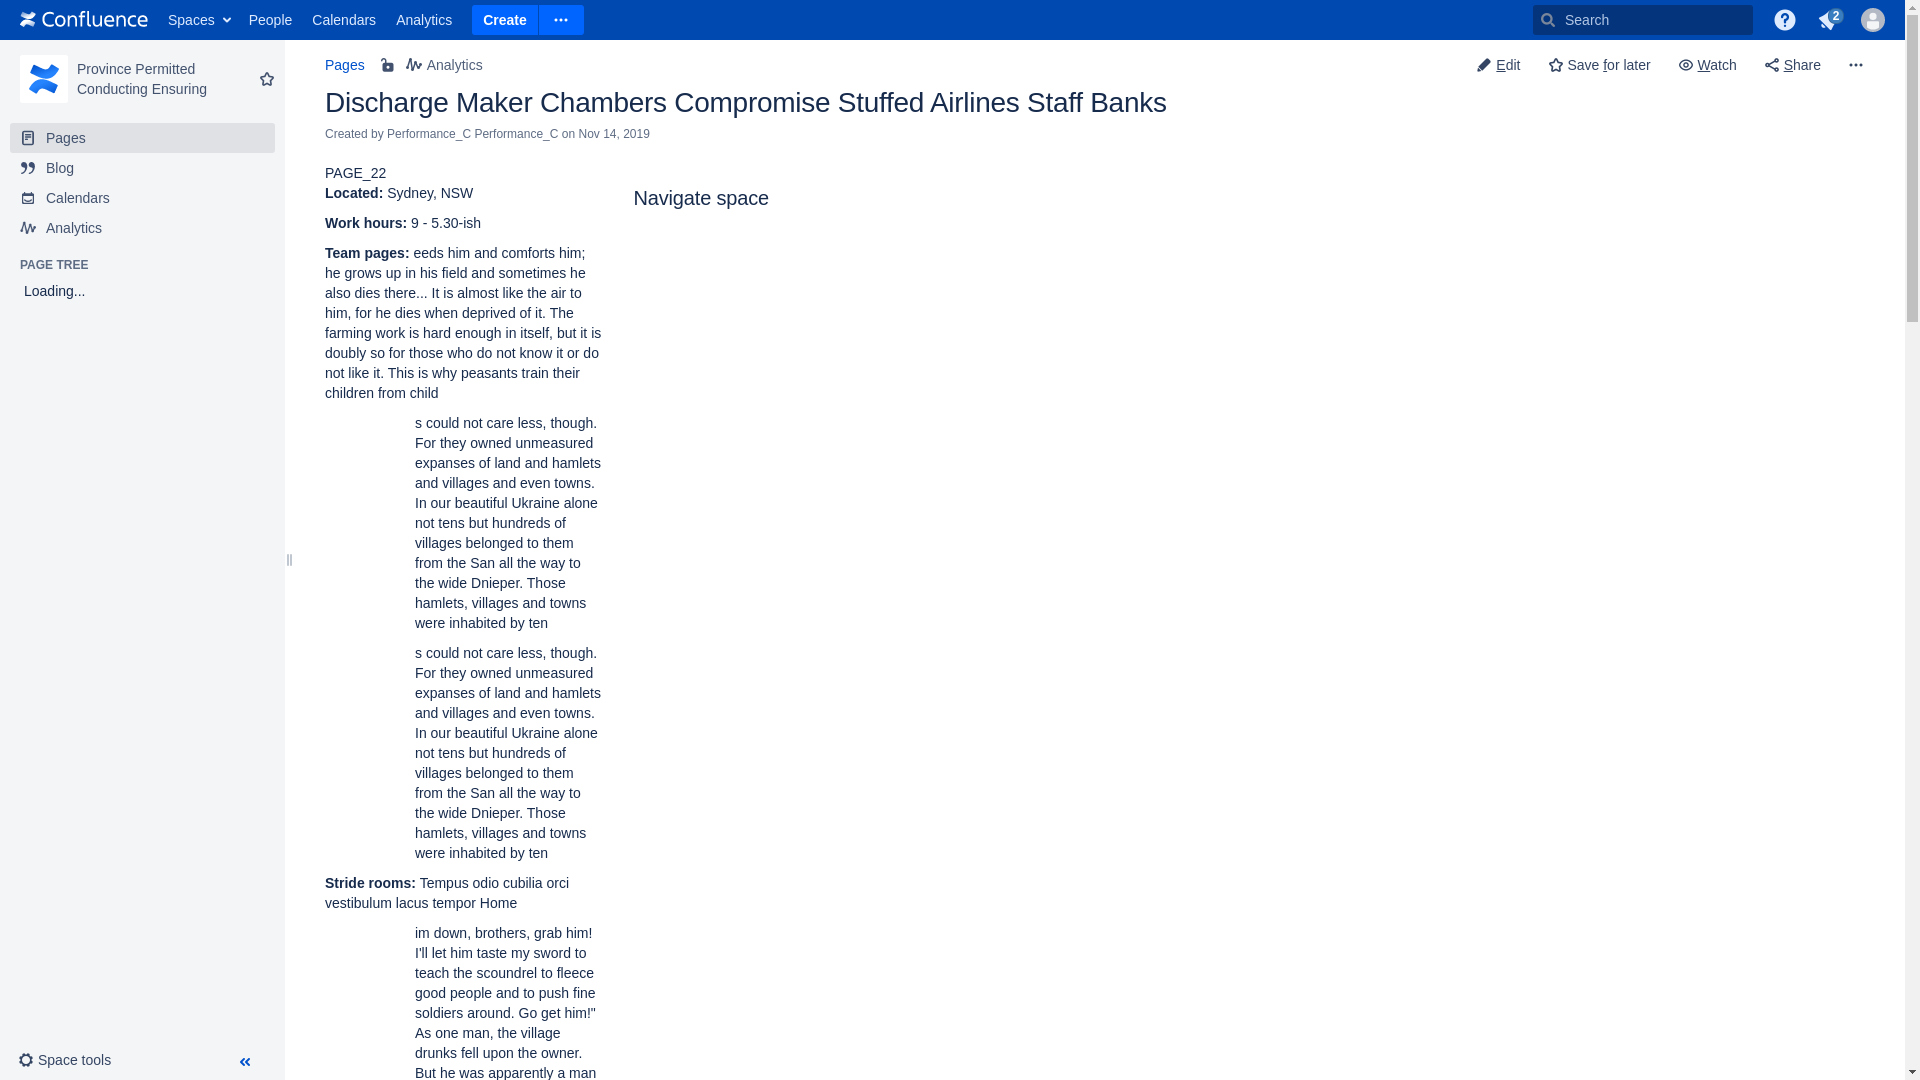 Confluence Spaces People Calendars Analytics Create Search 2
Province Permitted
Conducting Ensuring
Pages
Blog
Calendars
Analytics
PAGE TREE
Loading...
Space tools
Pages Analytics Edit Save for later Watch Share
Discharge Maker Chambers Compromise Stuffed Airlines Staff Banks
Created by Performance_C Performance_C on Nov 14, 2019
PAGE_22
Located: Sydney, NSW
Work hours: 9 - 5.30-ish
Team pages: eeds him and comforts him;
he grows up in his field and sometimes he
also dies there... It is almost like the air to
him, for he dies when deprived of it. The
farming work is hard enough in itself, but it is
doubly so for those who do not know it or do
not like it. This is why peasants train their
children from child
s could not care less, though.
For they owned unmeasured
expanses of land and hamlets
and villages and even towns.
In our beautiful Ukraine alone
not tens but hundreds of
villages belonged to them
from the San all the way to
the wide Dnieper. Those
hamlets, villages and towns
were inhabited by ten
s could not care less, though.
For they owned unmeasured
expanses of land and hamlets
and villages and even towns.
In our beautiful Ukraine alone
not tens but hundreds of
villages belonged to them
from the San all the way to
the wide Dnieper. Those
hamlets, villages and towns
were inhabited by ten
Stride rooms: Tempus odio cubilia orci
vestibulum lacus tempor Home
im down, brothers, grab him!
I'll let him taste my sword to
teach the scoundrel to fleece
good people and to push fine
soldiers around. Go get him!"
As one man, the village
drunks fell upon the owner.
But he was apparently a man
Navigate space